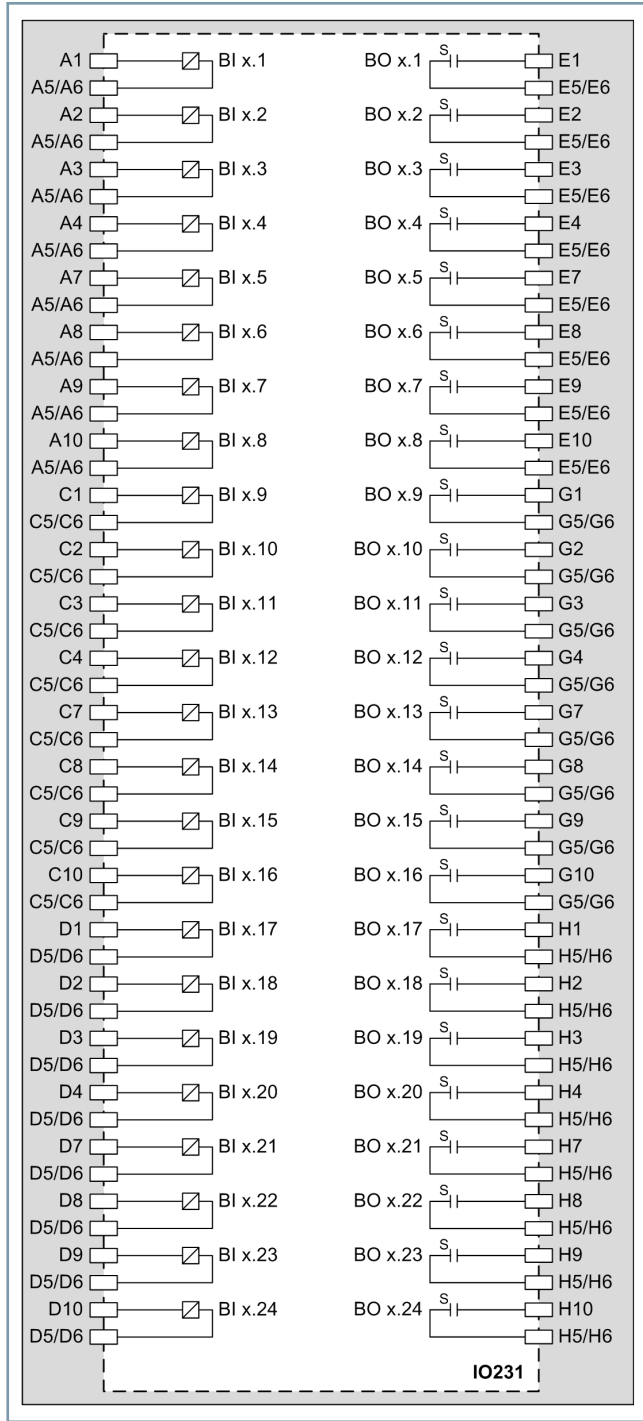 A1 BI x.1 BO x.1 S E1
A5/A6 E5/E6
A2 BI x.2 BO x.2 S E2
A5/A6 E5/E6
A3 BI x.3 BO x.3 S E3
A5/A6 E5/E6
A4 BI x.4 BO x.4 S E4
A5/A6 E5/E6
A7 BI x.5 BO x.5 S E7
A5/A6 E5/E6
A8 BI x.6 BO x.6 S E8
A5/A6 E5/E6
A9 BI x.7 BO x.7 S E9
A5/A6 E5/E6
A10 BI x.8 BO x.8 S E10
A5/A6 E5/E6
C1 BI x.9 BO x.9 S G1
C5/C6 G5/G6
C2 BI x.10 BO x.10 S G2
C5/C6 G5/G6
C3 BI x.11 BO x.11 S G3
C5/C6 G5/G6
C4 BI x.12 BO x.12 S G4
C5/C6 G5/G6
C7 BI x.13 BO x.13 S G7
C5/C6 G5/G6
C8 BI x.14 BO x.14 S G8
C5/C6 G5/G6
C9 BI x.15 BO x.15 S G9
C5/C6 G5/G6
C10 BI x.16 BO x.16 S G10
C5/C6 G5/G6
D1 BI x.17 BO x.17 S H1
D5/D6 H5/H6
D2 BI x.18 BO x.18 S H2
D5/D6 H5/H6
D3 BI x.19 BO x.19 S H3
D5/D6 H5/H6
D4 BI x.20 BO x.20 S H4
D5/D6 H5/H6
D7 BI x.21 BO x.21 S H7
D5/D6 H5/H6
D8 BI x.22 BO x.22 S H8
D5/D6 H5/H6
D9 BI x.23 BO x.23 S H9
D5/D6 H5/H6
D10 BI x.24 BO x.24 S H10
D5/D6 H5/H6
IO231